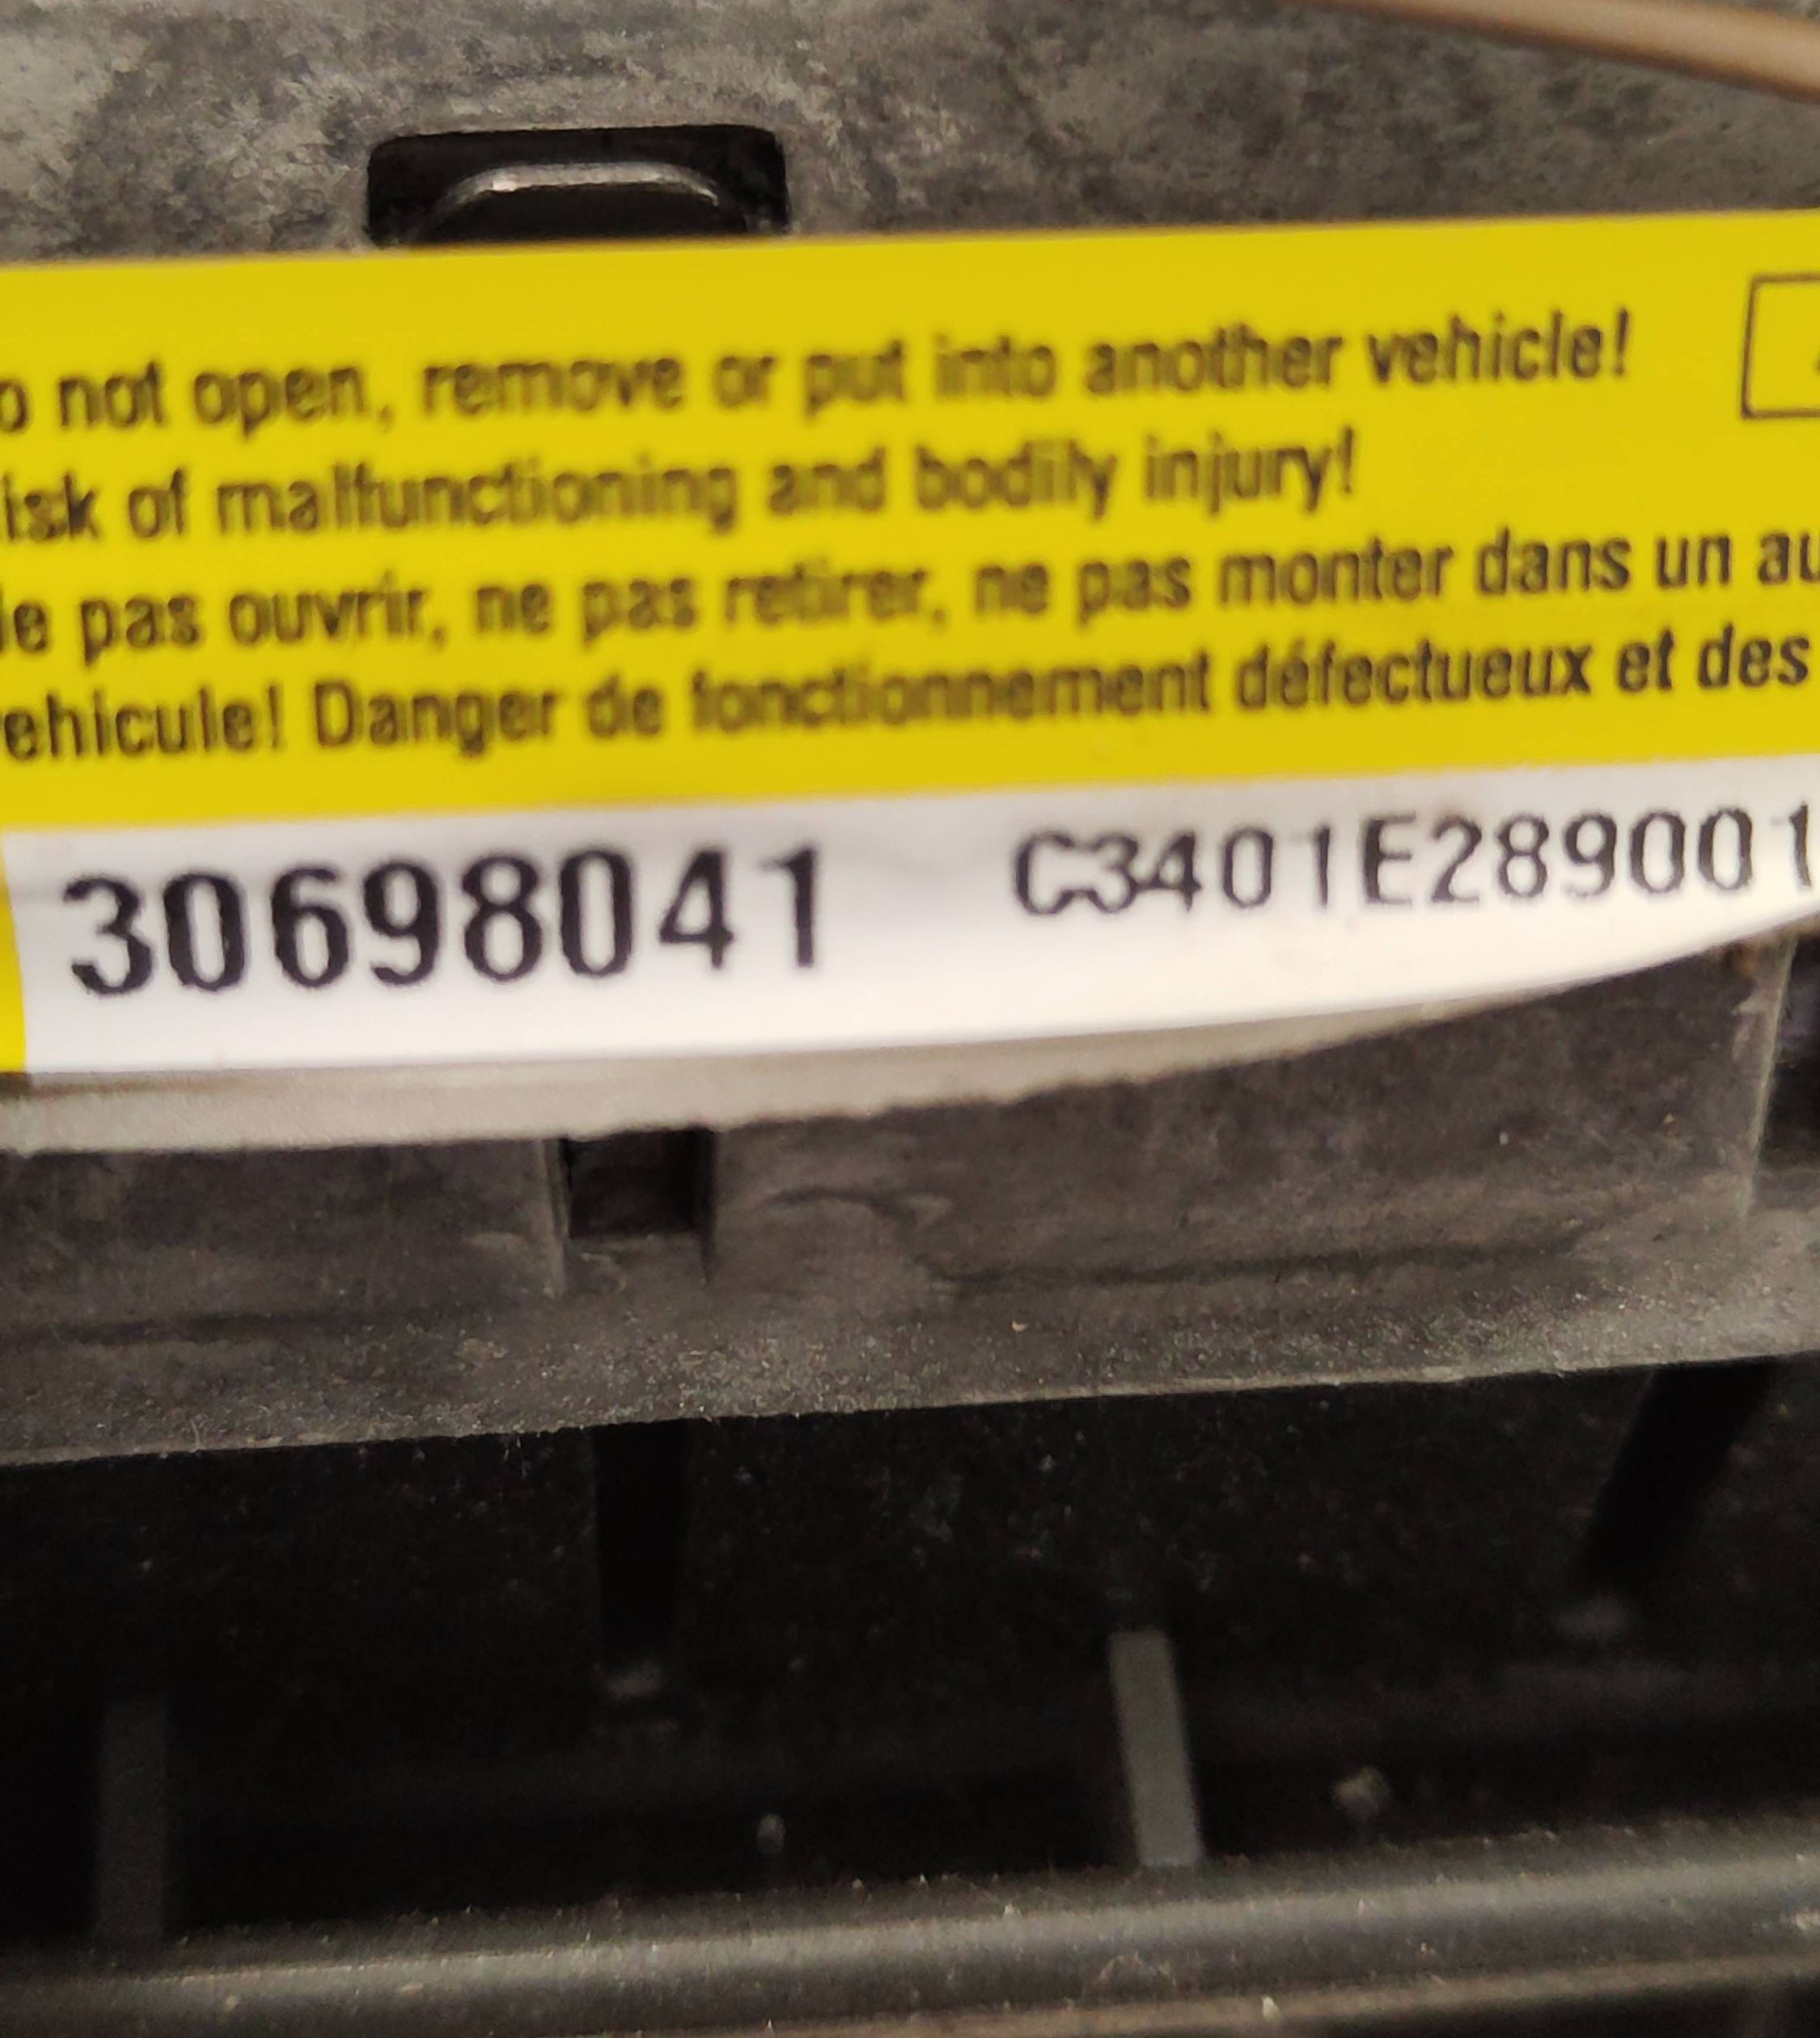 o not open, remove or put into another vehicle!
isk of malfunctioning and bodily injury!
le pas ouvrir, ne pas retirer, ne pas monter dans un au
ehicule! Danger de fonctionnement défectueux et des
30698041 C3401E289001